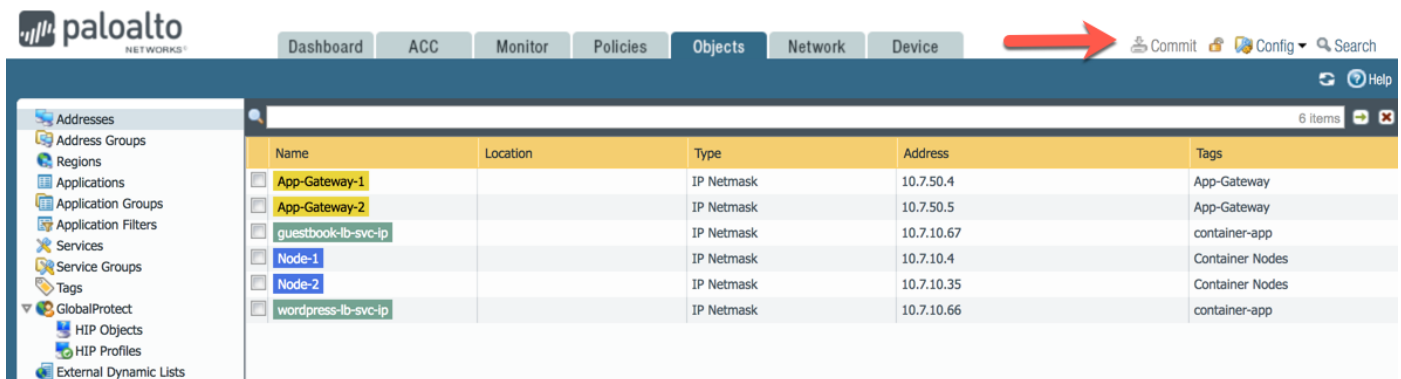 paloalto
NETWORKS®
Dashboard ACC Monitor Policies Objects Network Device Commit Config Search
Help
Addresses
Address Groups
Regions
Applications
Application Groups
Application Filters
Services
Service Groups
Tags
GlobalProtect
HIP Objects
HIP Profiles
External Dynamic Lists
6 items
Name Location Type Address Tags
App-Gateway-1 IP Netmask 10.7.50.4 App-Gateway
App-Gateway-2 IP Netmask 10.7.50.5 App-Gateway
guestbook-lb-svc-ip IP Netmask 10.7.10.67 container-app
Node-1 IP Netmask 10.7.10.4 Container Nodes
Node-2 IP Netmask 10.7.10.35 Container Nodes
wordpress-lb-svc-ip IP Netmask 10.7.10.66 container-app